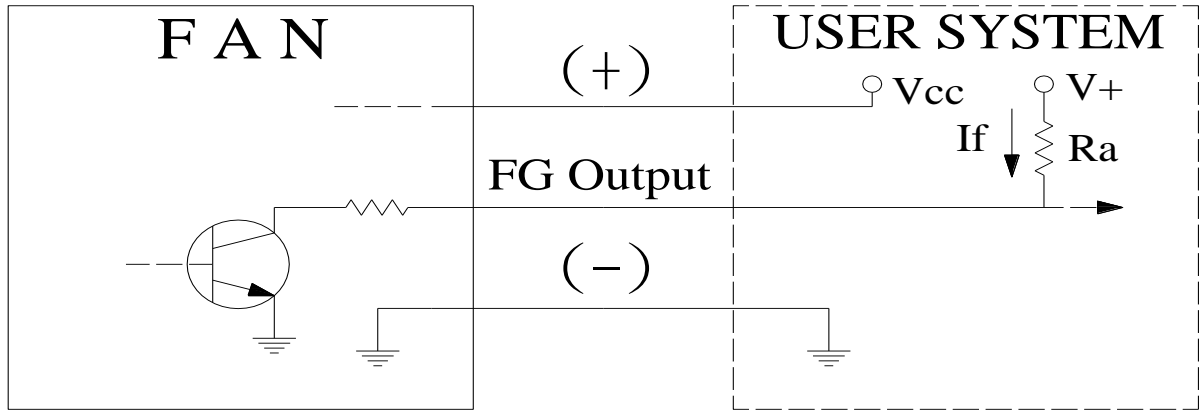 F A N
USER SYSTEM
(+)
Vcc
V+
If
Ra
FG Output
(-)